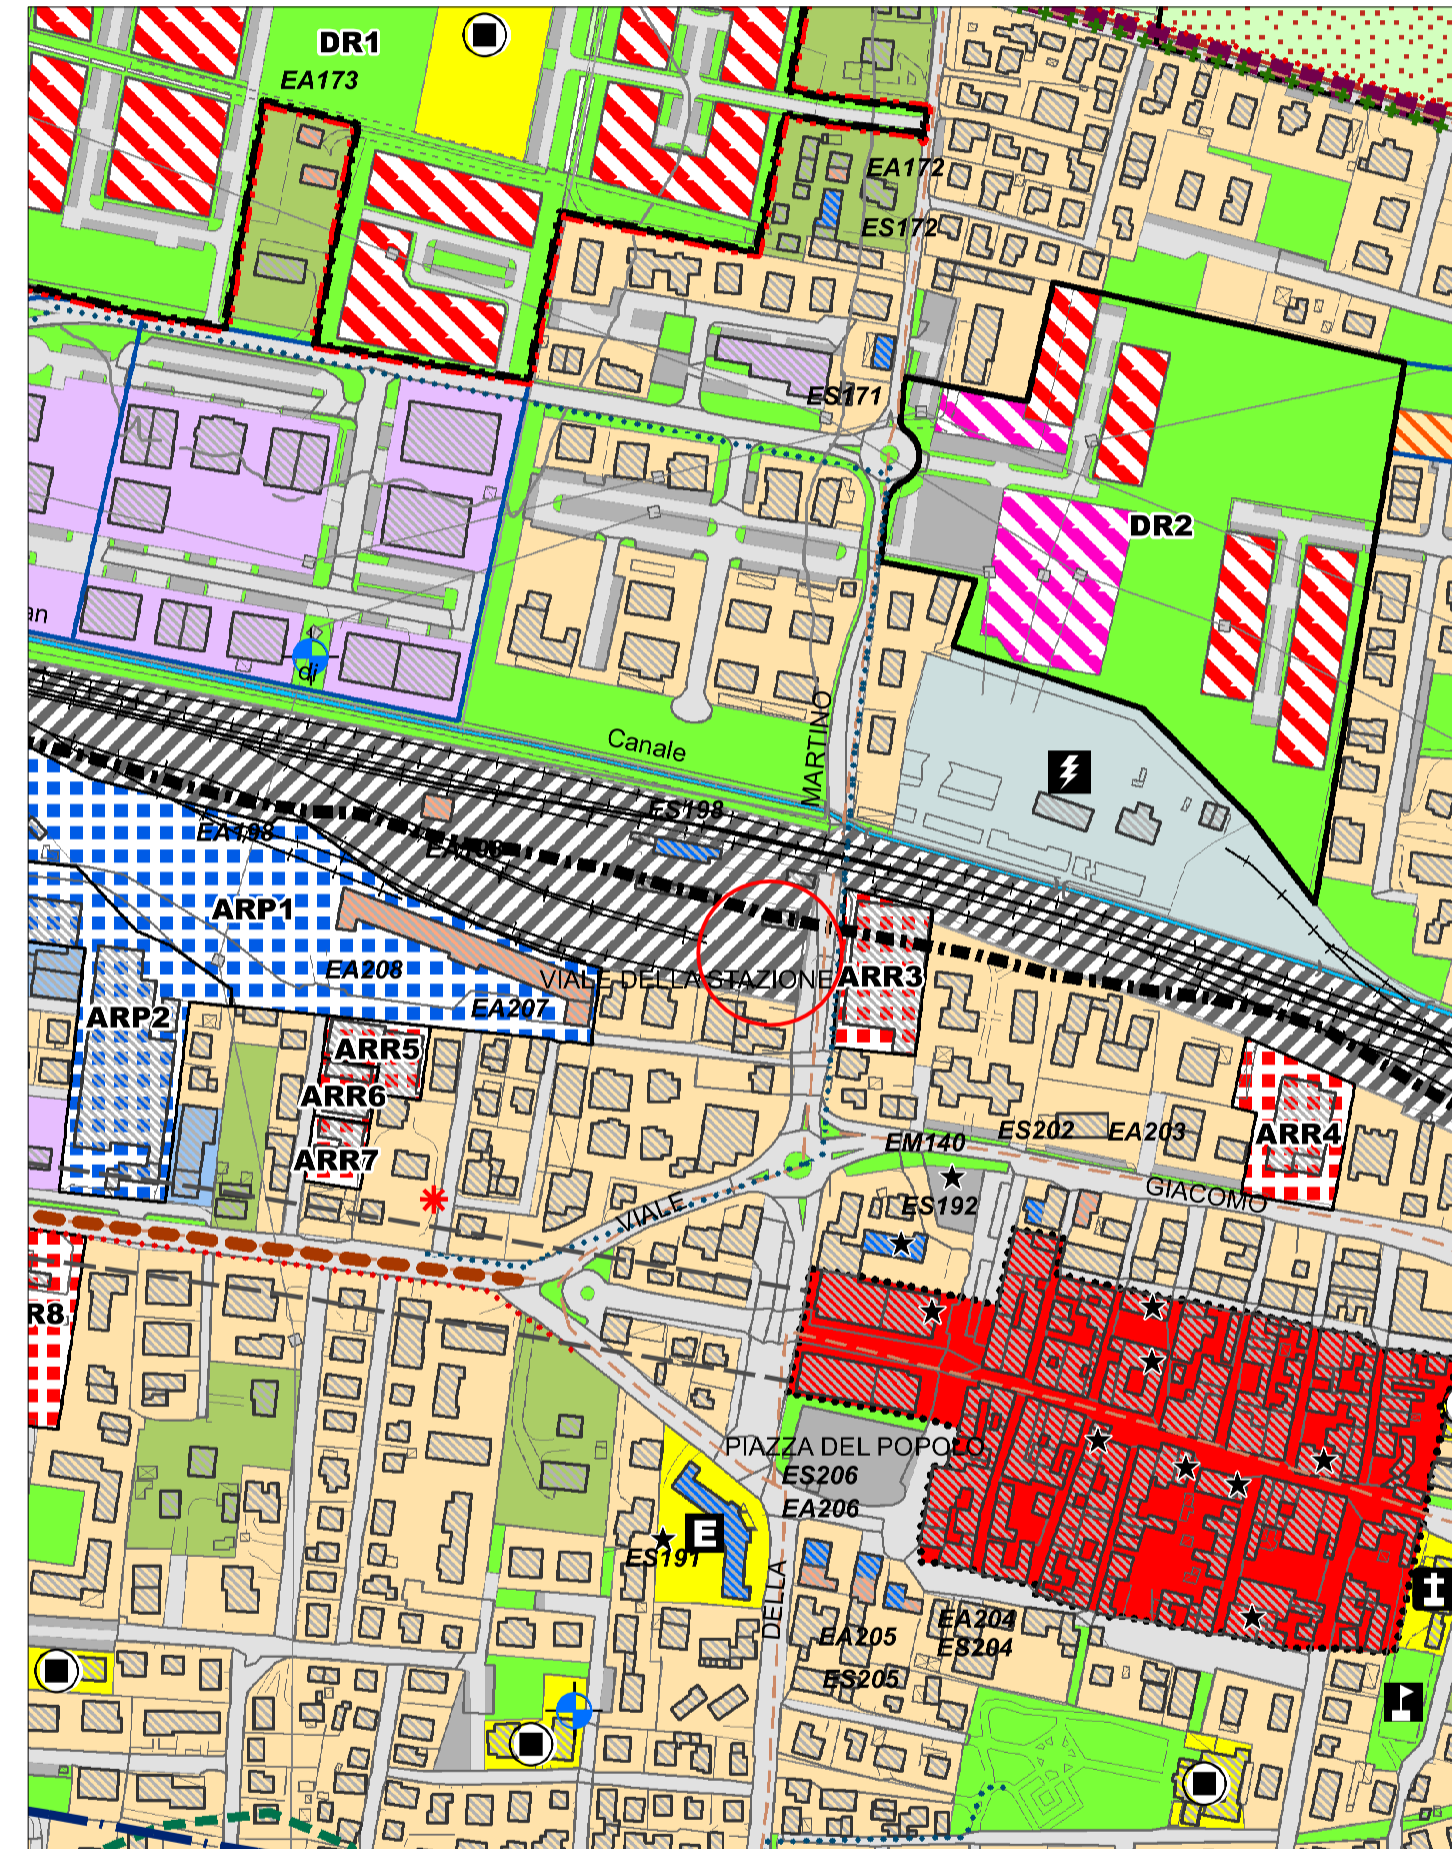 DR1
EA173
EA172
ES172
ES171
DR2
an
di
Canale
MARTINO
ES198
EA198
EA198
ARP1
EA208
VIALE DELLA STAZIONE
ARR3
EA207
ARP2
ARR5
ARR6
ARR7
EM140
ES202
EA203
ARR4
ES192
GIACOMO
VIALE
R8
PIAZZA DEL POPOLO
ES206
EA206
E
ES191
DELLA
EA204
EA205
ES204
ES205